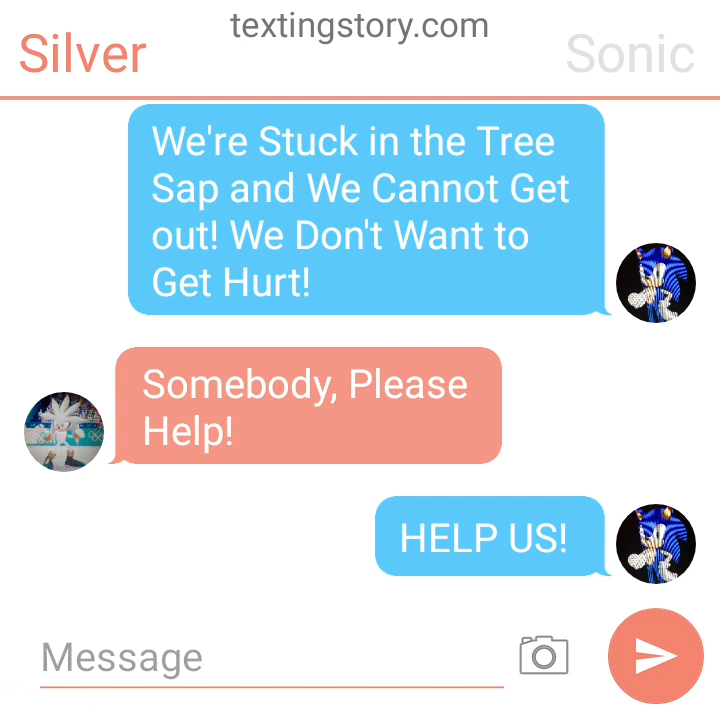 textingstory.com
Silver
Sonic
We're Stuck in the Tree
Sap and We Cannot Get
out! We Don't Want to
Get Hurt!
Somebody, Please
Help!
HELP US!
Message